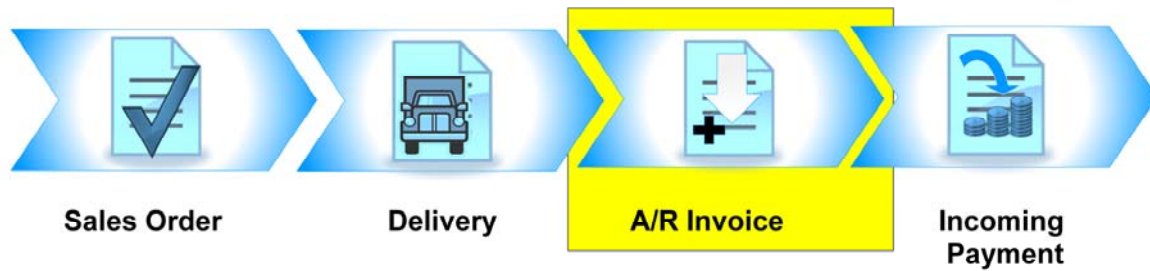 Sales Order
Delivery
A/R Invoice
Incoming
Payment